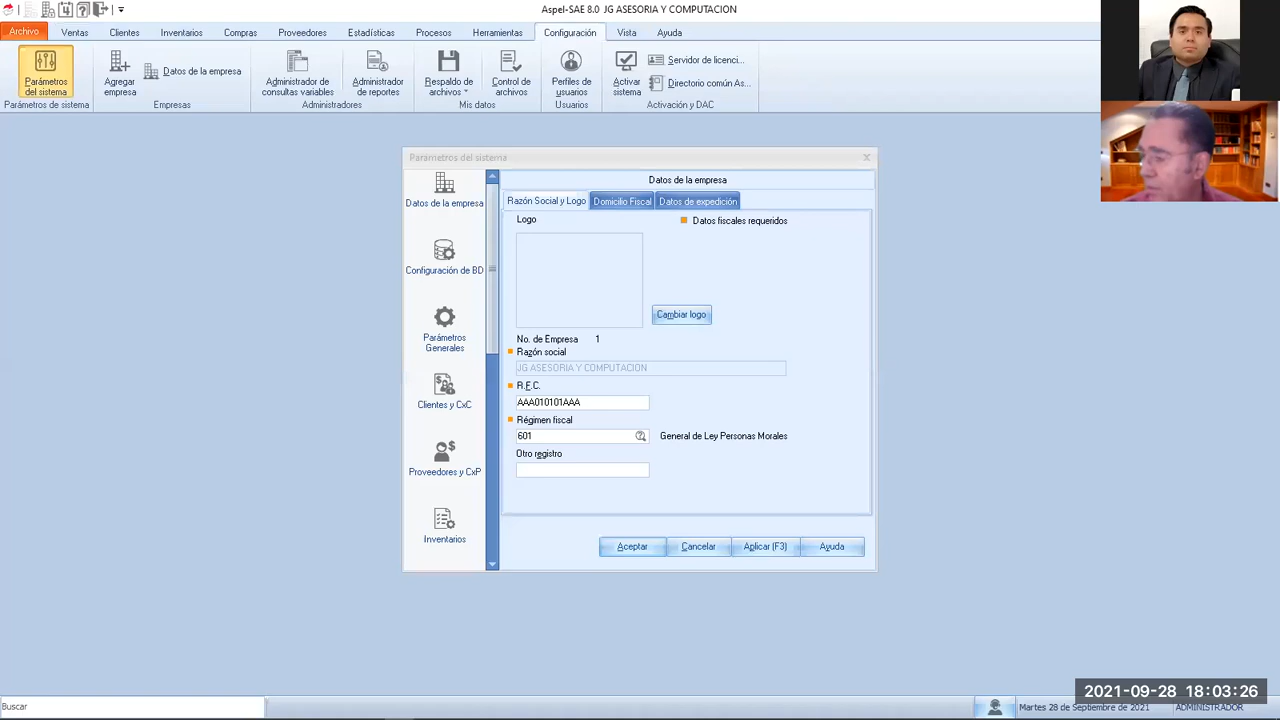 Aspel-SAE 8.0 JG ASESORIA Y COMPUTACION
Archivo Ventas Clientes Inventarios Compras Proveedores Estadísticas Procesos Herramientas Configuración Vista Ayuda
Parámetros del sistema
Agregar empresa
Datos de la empresa
Administrador de consultas variables
Administrador de reportes
Respaldo de archivos
Control de archivos
Perfiles de usuarios
Activar sistema
Servidor de licenci...
Directorio común As...
Parámetros de sistema Empresas Administradores Mis datos Usuarios Activación y DAC
Parametros del sistema
Datos de la empresa
Configuración de BD
Parámetros
Generales
Clientes y CxC
Proveedores y CxP
Inventarios
Datos de la empresa
Razón Social y Logo Domicilio Fiscal Datos de expedición
Logo Datos fiscales requeridos
Cambiar logo
No. de Empresa 1
Razón social
JG ASESORIA Y COMPUTACION
R.F.C.
AAA010101AAA
Régimen fiscal
601 General de Ley Personas Morales
Otro registro
Aceptar Cancelar Aplicar (F3) Ayuda
2021-09-28 18:03:26
Buscar Martes 28 de Septiembre de 2021 ADMINISTRADOR